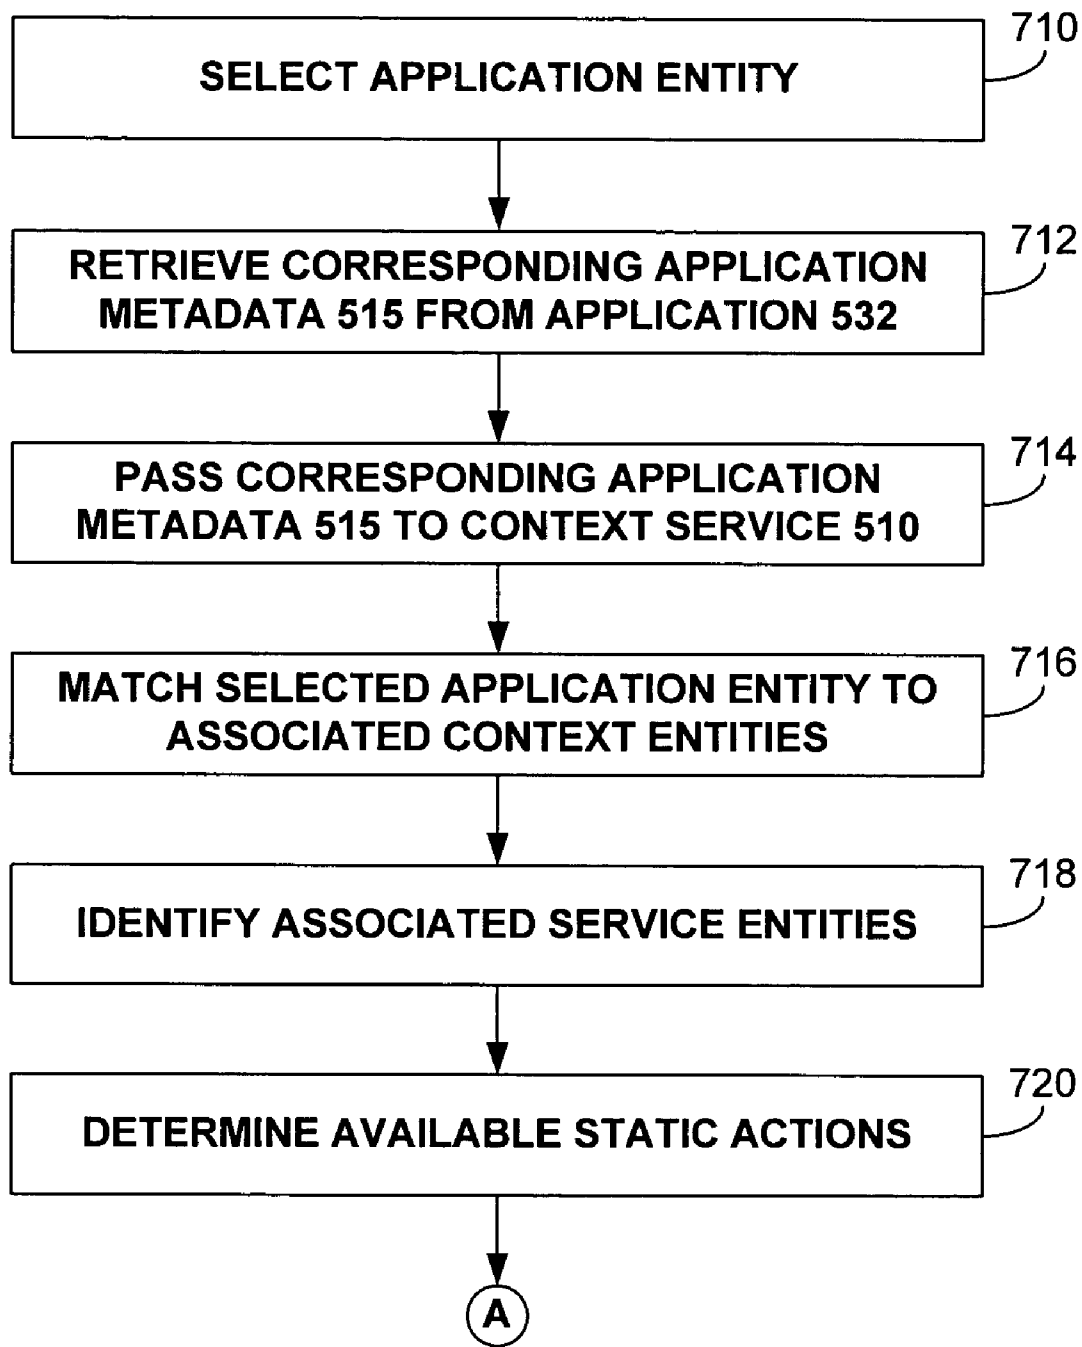 710
SELECT APPLICATION ENTITY
712
RETRIEVE CORRESPONDING APPLICATION
METADATA 515 FROM APPLICATION 532
714
PASS CORRESPONDING APPLICATION
METADATA 515 TO CONTEXT SERVICE 510
716
MATCH SELECTED APPLICATION ENTITY TO
ASSOCIATED CONTEXT ENTITIES
718
IDENTIFY ASSOCIATED SERVICE ENTITIES
720
DETERMINE AVAILABLE STATIC ACTIONS
A